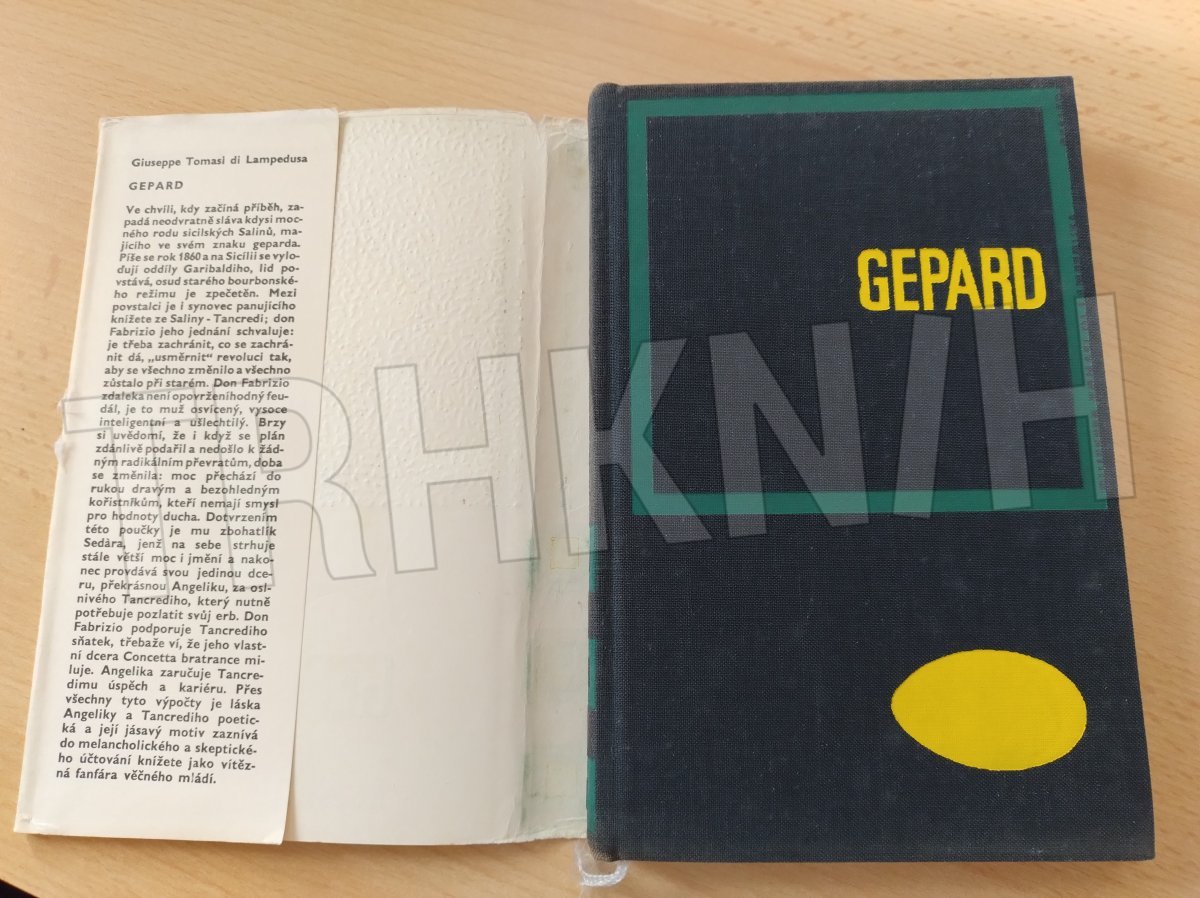 Giuseppe Tomasi di Lampedusa
GEPARD
Ve chvíli, kdy začíná příběh, za-
padá neodvratně sláva kdysi moc-
ného rodu sicilských Salinů, ma-
jícího ve svém znaku geparda.
Píše se rok 1860 a na Sicílii se vylo-
ďují oddíly Garibaldiho, lid po-
vstává, osud starého bourbonské-
ho režimu je zpečetěn. Mezi
povstalci je i synovec panujícího
knížete ze Saliny - Tancredi; don
Fabrizio jeho jednání schvaluje:
je třeba zachránit, co se zachrá-
nit dá, „usměrnit“ revoluci tak,
aby se všechno změnilo a všechno
zůstalo při starém. Don Fabrizio
zdaleka není opovrženíhodný feu-
dál, je to muž osvícený, vysoce
inteligentní a ušlechtilý. Brzy
si uvědomí, že i když se plán
zdánlivě podařil a nedošlo k žád-
ným radikálním převratům, doba
se změnila: moc přechází do
rukou dravým a bezohledným
kořistníkům, kteří nemají smysl
pro hodnoty ducha. Dotvrzením
této poučky je mu zbohatlík
Sedàra, jenž na sebe strhuje
stále větší moc i jmění a nako-
nec provdává svou jedinou dce-
ru, překrásnou Angeliku, za osl-
nivého Tancrediho, který nutně
potřebuje pozlatit svůj erb. Don
Fabrizio podporuje Tancrediho
sňatek, třebaže ví, že jeho vlast-
ní dcera Concetta bratrance mi-
luje. Angelika zaručuje Tancre-
dimu úspěch a kariéru. Přes
všechny tyto výpočty je láska
Angeliky a Tancrediho poetic-
ká a její jásavý motiv zaznívá
do melancholického a skeptické-
ho účtování knížete jako vítěz-
ná fanfára věčného mládí.
GEPARD
TRHKN/H